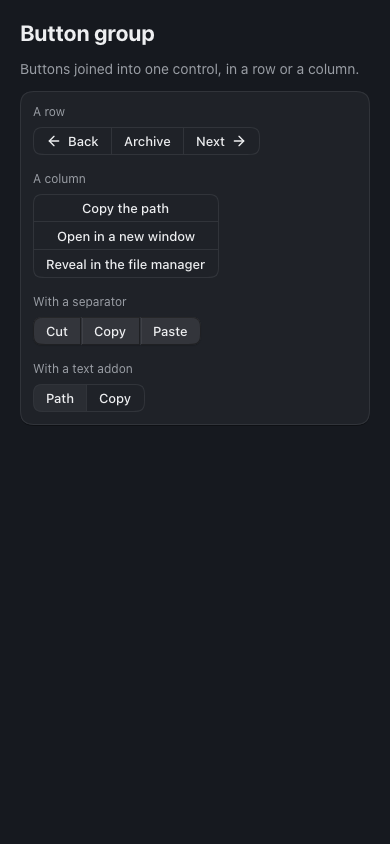 Button group
Buttons joined into one control, in a row or a column.
A row
← Back Archive Next →
A column
Copy the path
Open in a new window
Reveal in the file manager
With a separator
Cut Copy Paste
With a text addon
Path Copy